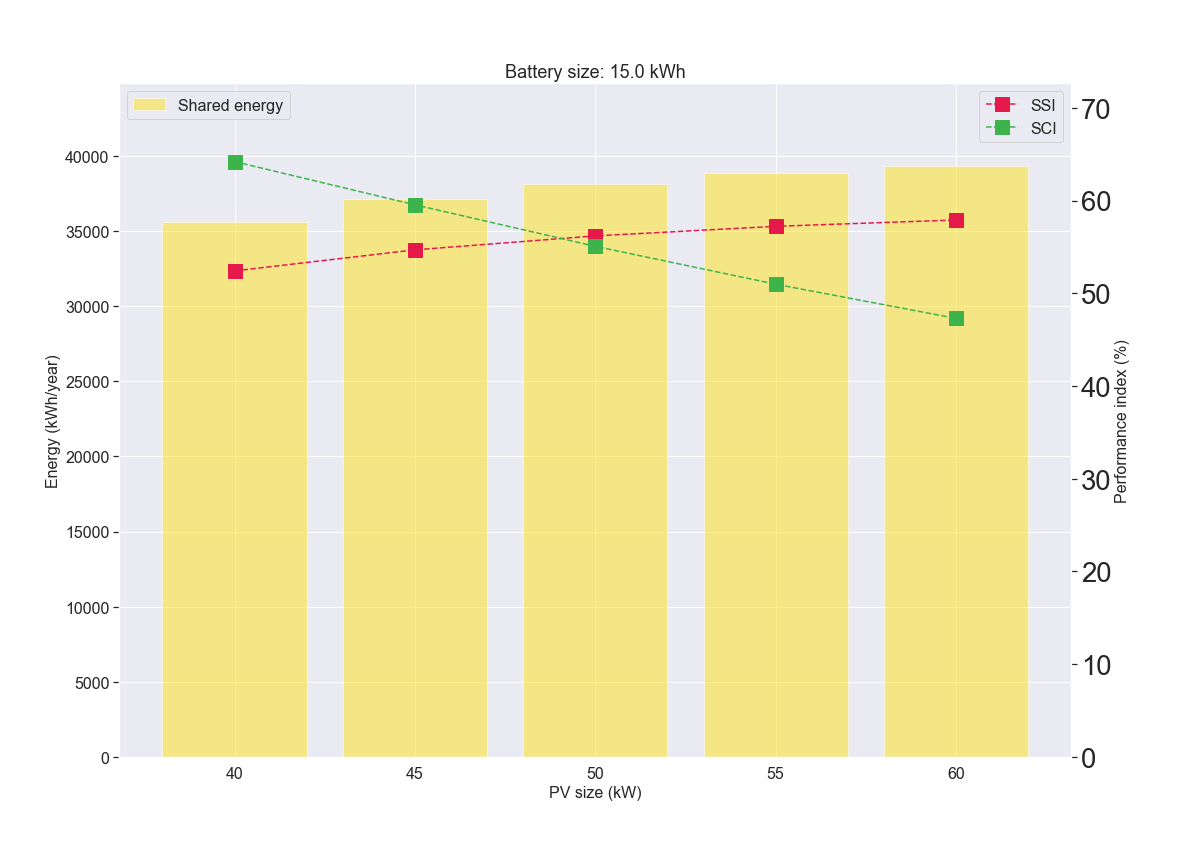 Battery size: 15.0 kWh
Shared energy
SSI
SCI
Energy (kWh/year)
40000
35000
30000
25000
20000
15000
10000
5000
0
70
60
50
40
30
20
10
0
Performance index (%)
40 45 50 55 60
PV size (kW)